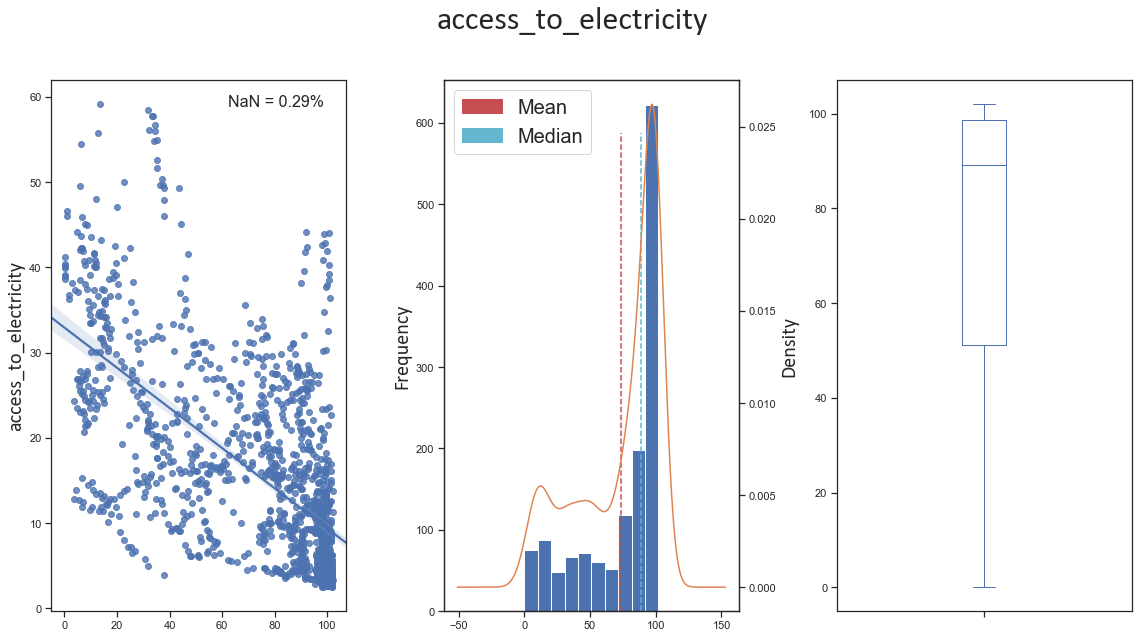 access_to_electricity
NaN = 0.29%
access_to_electricity
60
50
40
30
20
10
0
0 20 40 60 80 100
Mean
Median
Frequency
600
500
400
300
200
100
0
−50 0 50 100 150
0.025
0.020
0.015
0.010
0.005
0.000
Density
100
80
60
40
20
0